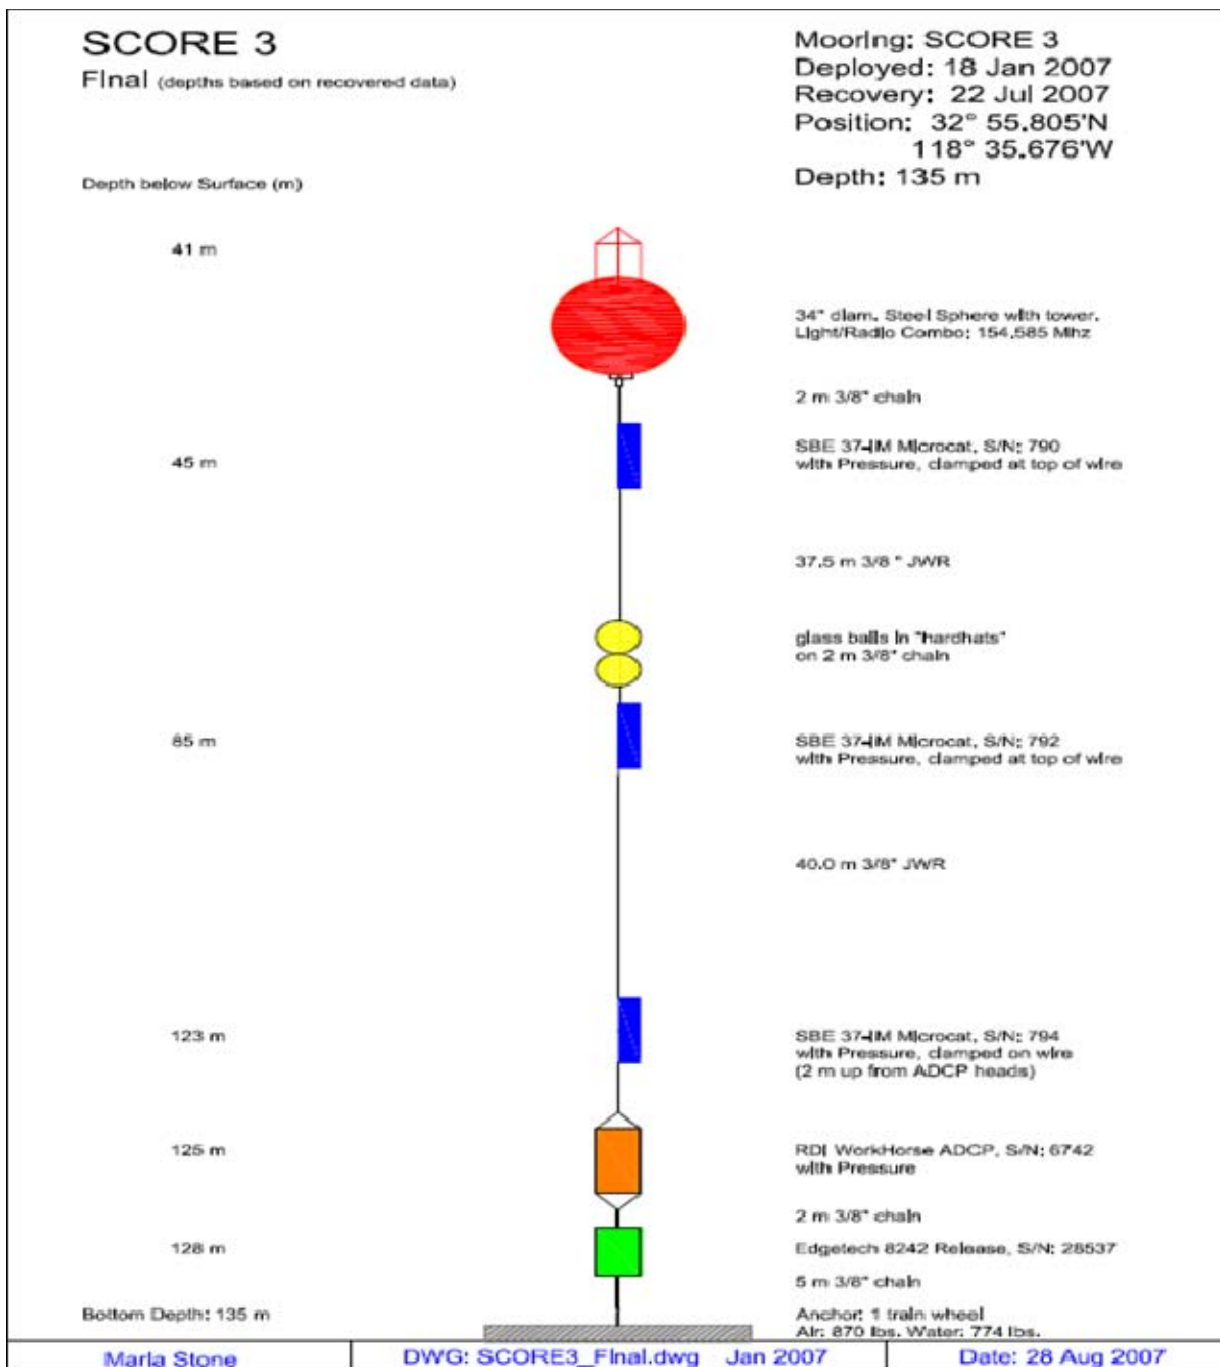 SCORE 3
Final (depths based on recovered data)
Mooring: SCORE 3
Deployed: 18 Jan 2007
Recovery: 22 Jul 2007
Position: 32° 55.805'N
118° 35.676'W
Depth: 135 m
Depth below Surface (m)
41 m
34" diam. Steel Sphere with tower.
Light/Radio Combo: 154.585 Mhz
2 m 3/8" chain
45 m
SBE 37-IM Microcat, S/N: 790
with Pressure, clamped at top of wire
37.5 m 3/8 " JWR
glass balls in "hardhats"
on 2 m 3/8" chain
85 m
SBE 37-IM Microcat, S/N: 792
with Pressure, clamped at top of wire
40.0 m 3/8" JWR
123 m
SBE 37-IM Microcat, S/N: 794
with Pressure, clamped on wire
(2 m up from ADCP heads)
125 m
RDI WorkHorse ADCP, S/N: 6742
with Pressure
2 m 3/8" chain
128 m
Edgetech 8242 Release, S/N: 28537
5 m 3/8" chain
Bottom Depth: 135 m
Anchor: 1 train wheel
Air: 870 lbs. Water: 774 lbs.
Marla Stone
DWG: SCORE3_Final.dwg Jan 2007
Date: 28 Aug 2007